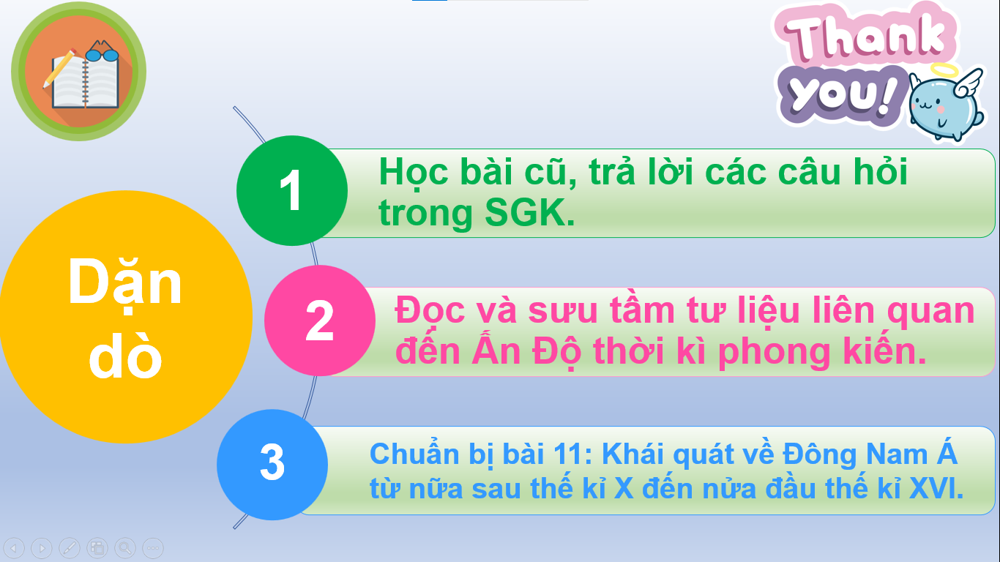 Thank
you!
Dặn
dò
1
Học bài cũ, trả lời các câu hỏi
trong SGK.
2
Đọc và sưu tầm tư liệu liên quan
đến Ấn Độ thời kì phong kiến.
3
Chuẩn bị bài 11: Khái quát về Đông Nam Á
từ nữa sau thế kỉ X đến nửa đầu thế kỉ XVI.